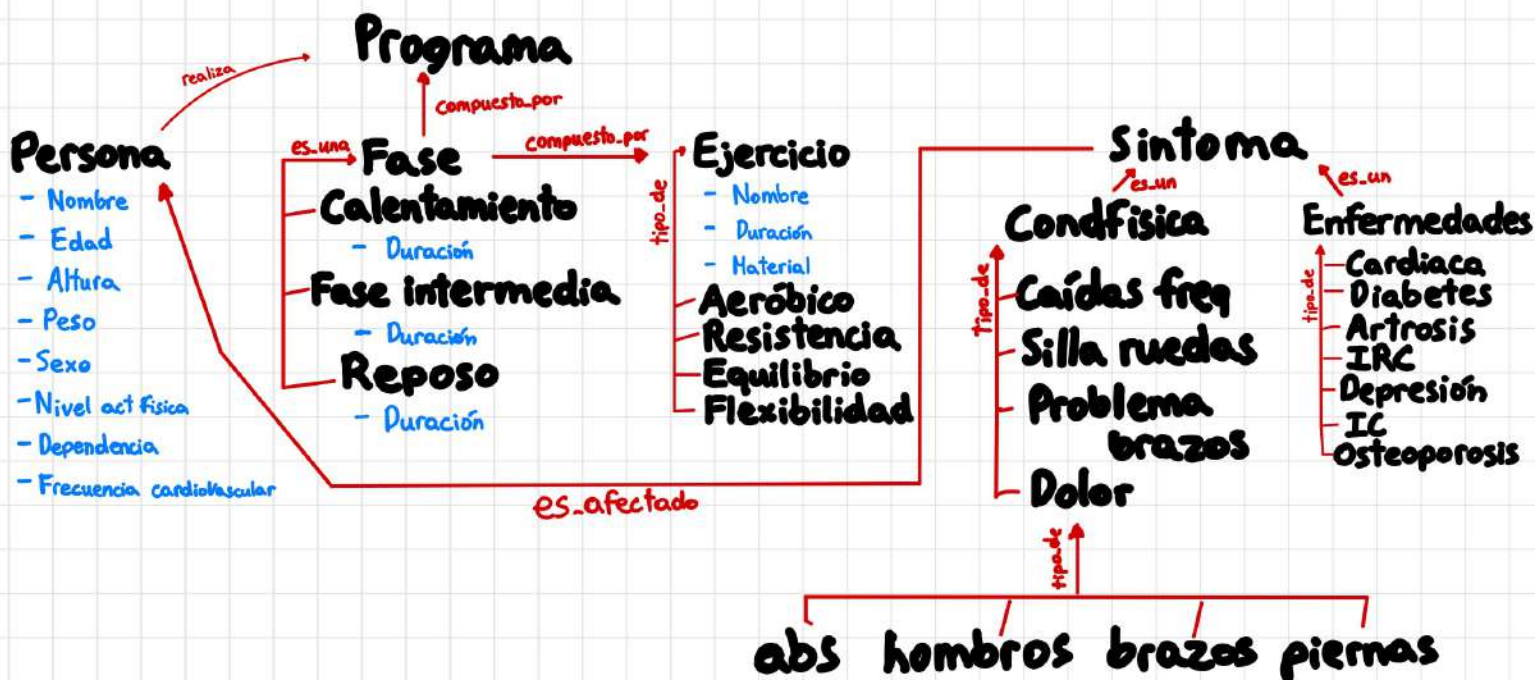 Programa
realiza
compuesto_por
Persona
- Nombre
- Edad
- Altura
- Peso
- Sexo
- Nivel act física
- Dependencia
- Frecuencia cardiovascular
es_una
Fase
compuesto_por
Calentamiento
- Duración
Fase intermedia
- Duración
Reposo
- Duración
Ejercicio
- Nombre
- Duración
- Material
tipo_de
Aeróbico
Resistencia
Equilibrio
Flexibilidad
es_afectado
Sintoma
es_un
es_un
Condfisica
tipo_de
Caídas freq
Silla ruedas
Problema
brazos
Dolor
Enfermedades
tipo_de
Cardiaca
Diabetes
Artrosis
IRC
Depresión
IC
Osteoporosis
tipo_de
abs hombros brazos piernas